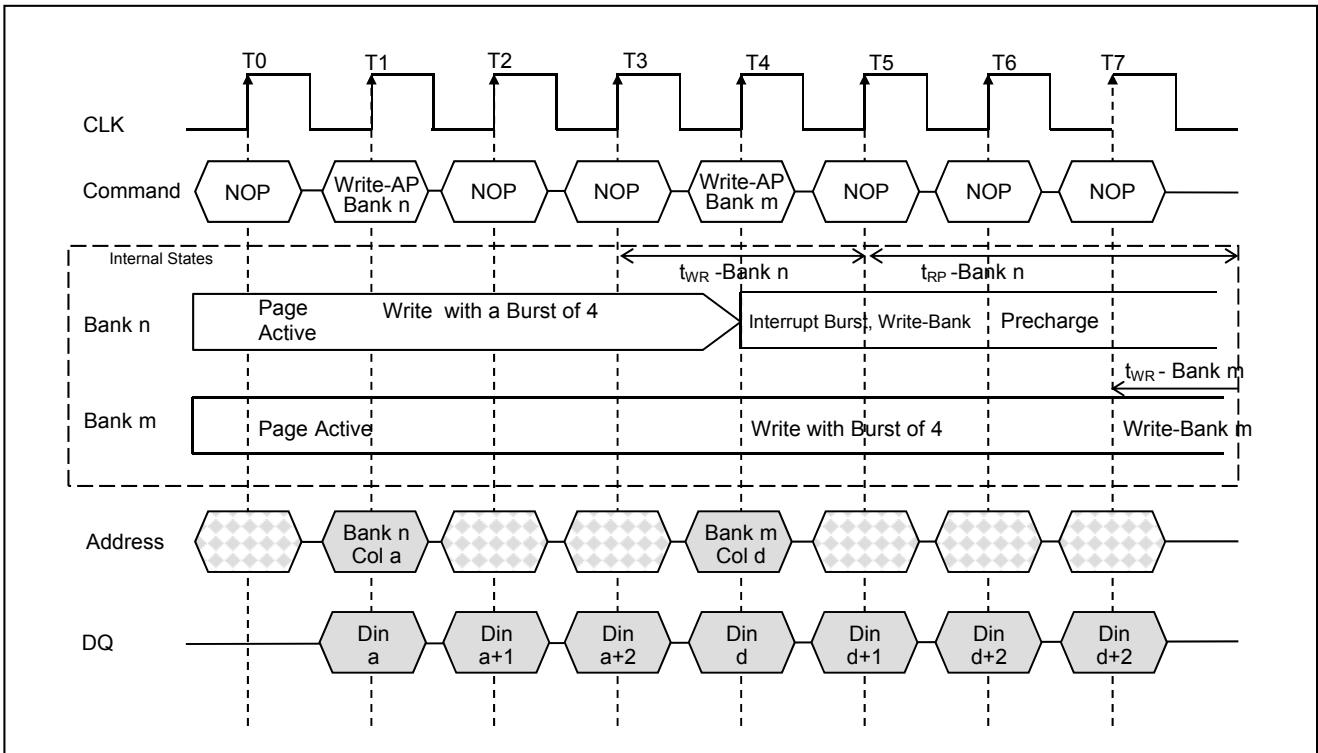 T0 T1 T2 T3 T4 T5 T6 T7
CLK
Command NOP Write-AP Bank n NOP NOP Write-AP Bank m NOP NOP NOP
Internal States
tWR -Bank n tRP -Bank n
Bank n Page Active Write with a Burst of 4 Interrupt Burst, Write-Bank Precharge
tWR - Bank m
Bank m Page Active Write with Burst of 4 Write-Bank m
Address Bank n Col a Bank m Col d
DQ Din a Din a+1 Din a+2 Din d Din d+1 Din d+2 Din d+2